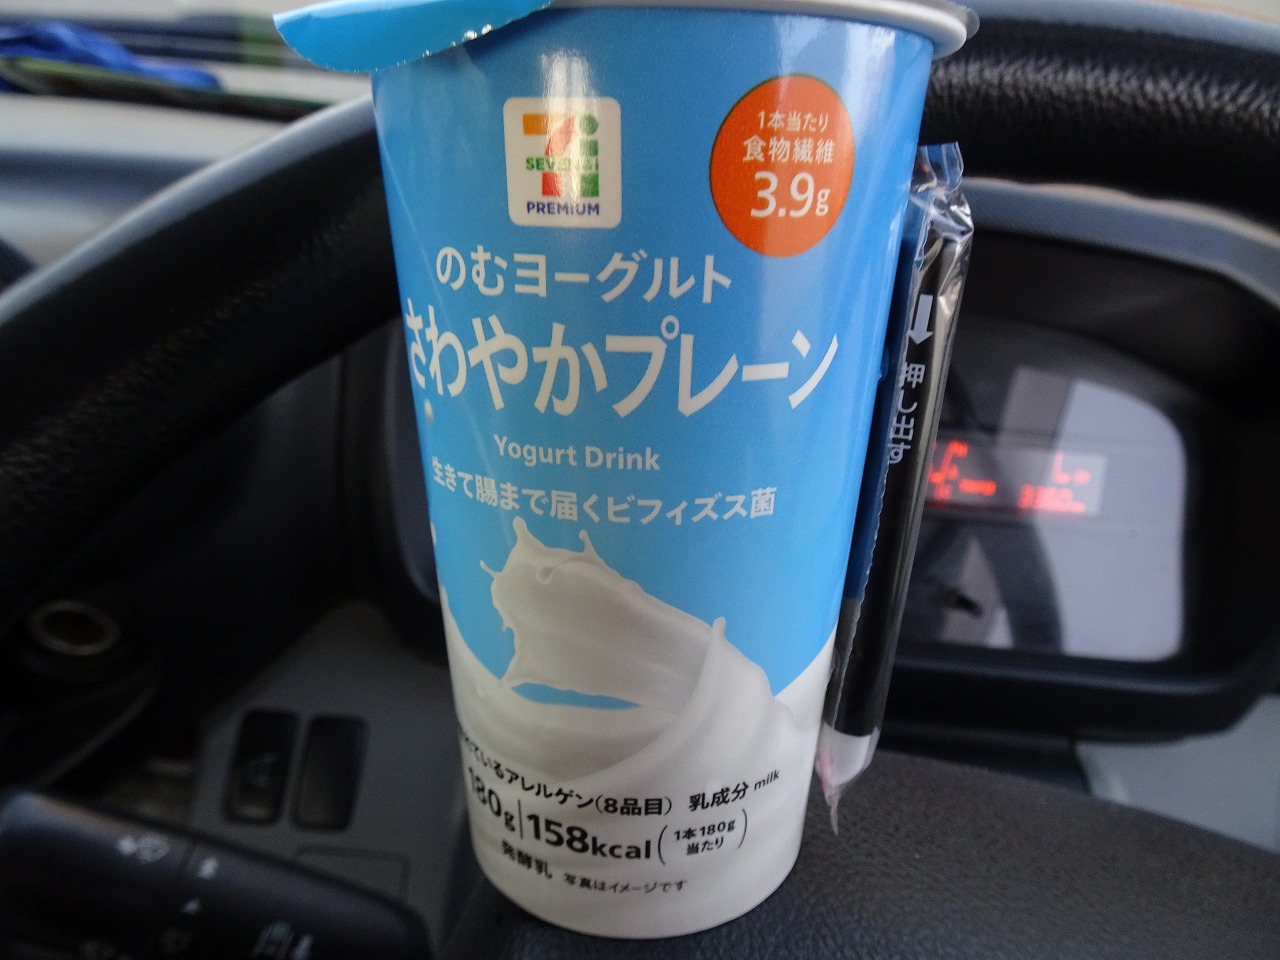 SEVEN&i
PREMIUM
1本当たり
食物繊維
3.9g
のむヨーグルト
さわやかプレーン
Yogurt Drink
生きて腸まで届くビフィズス菌
押し出す
ているアレルゲン(8品目) 乳成分 milk
180g 158kcal (1本180g
当たり)
発酵乳 写真はイメージです